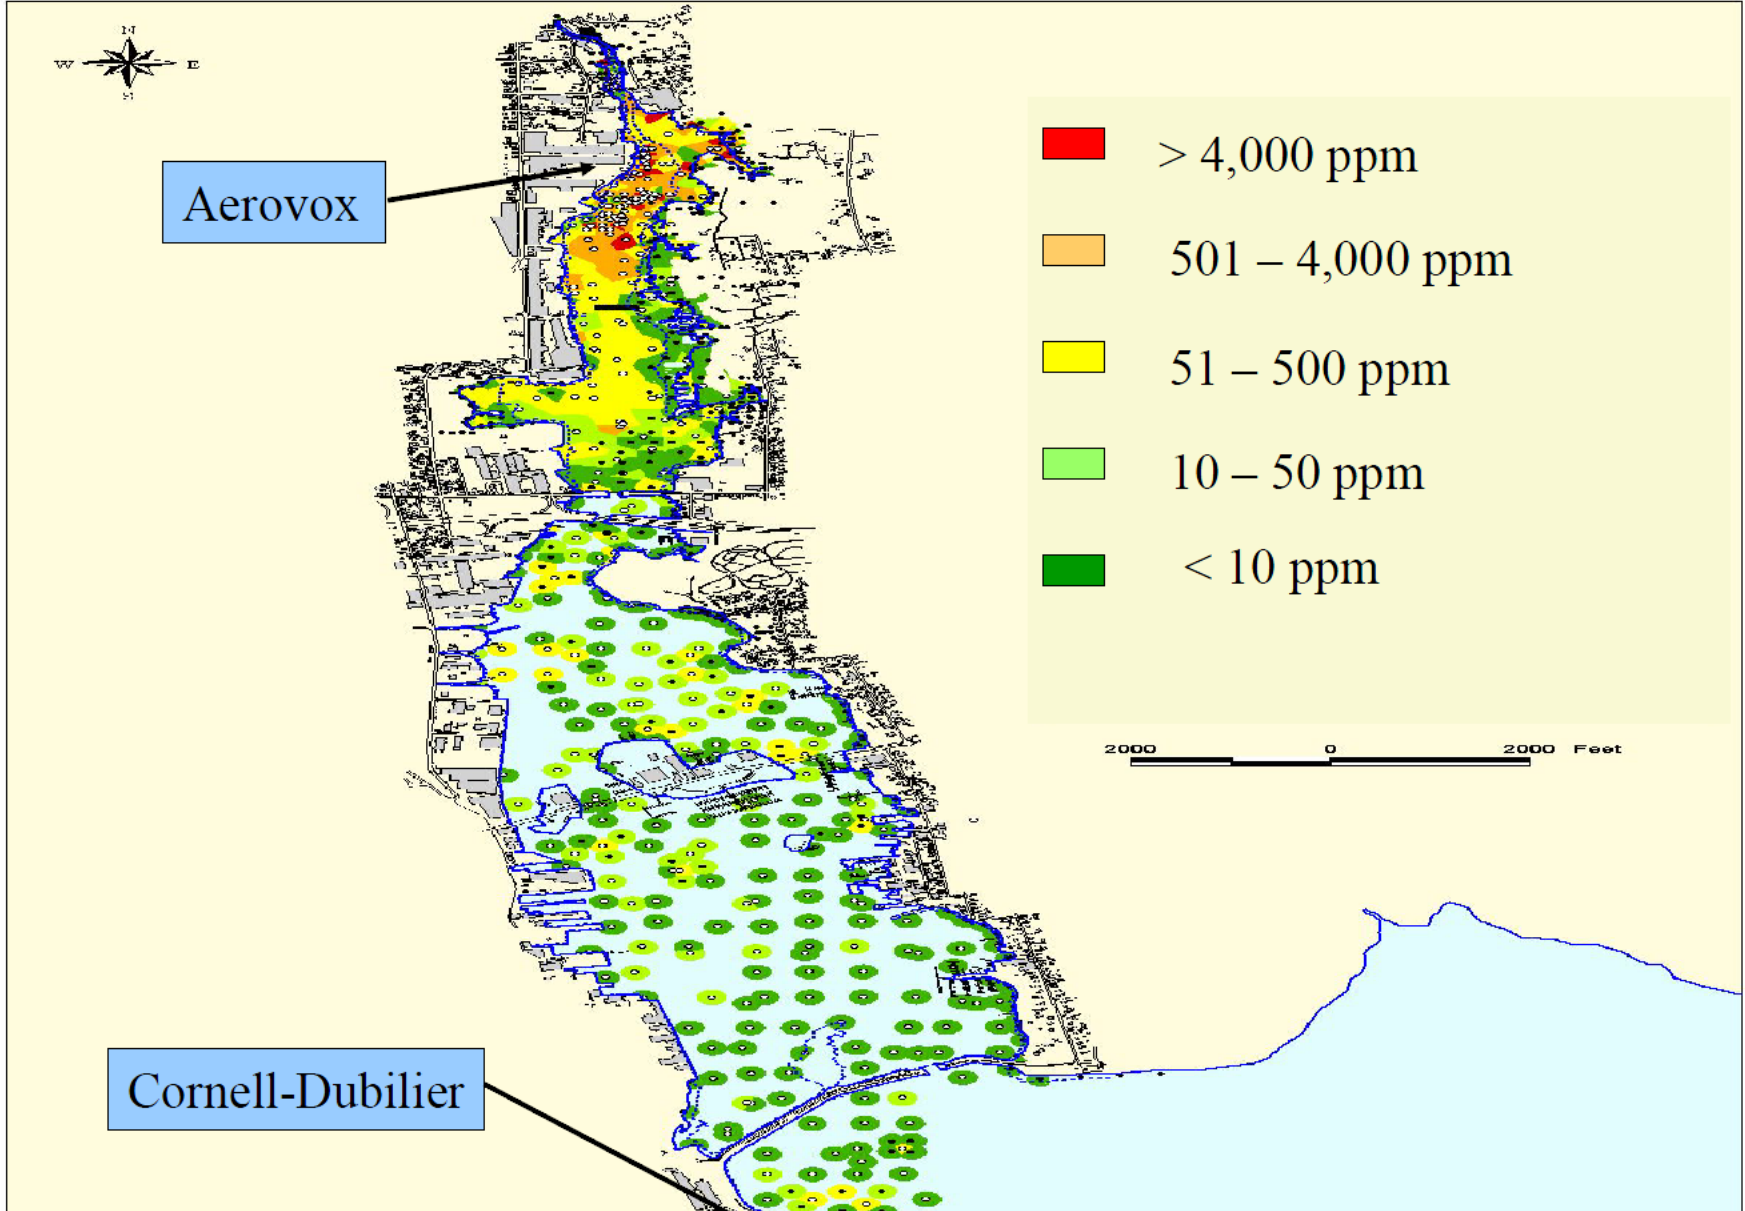 N
W E
S
Aerovox
> 4,000 ppm
501 – 4,000 ppm
51 – 500 ppm
10 – 50 ppm
< 10 ppm
2000 0 2000 Feet
Cornell-Dubilier